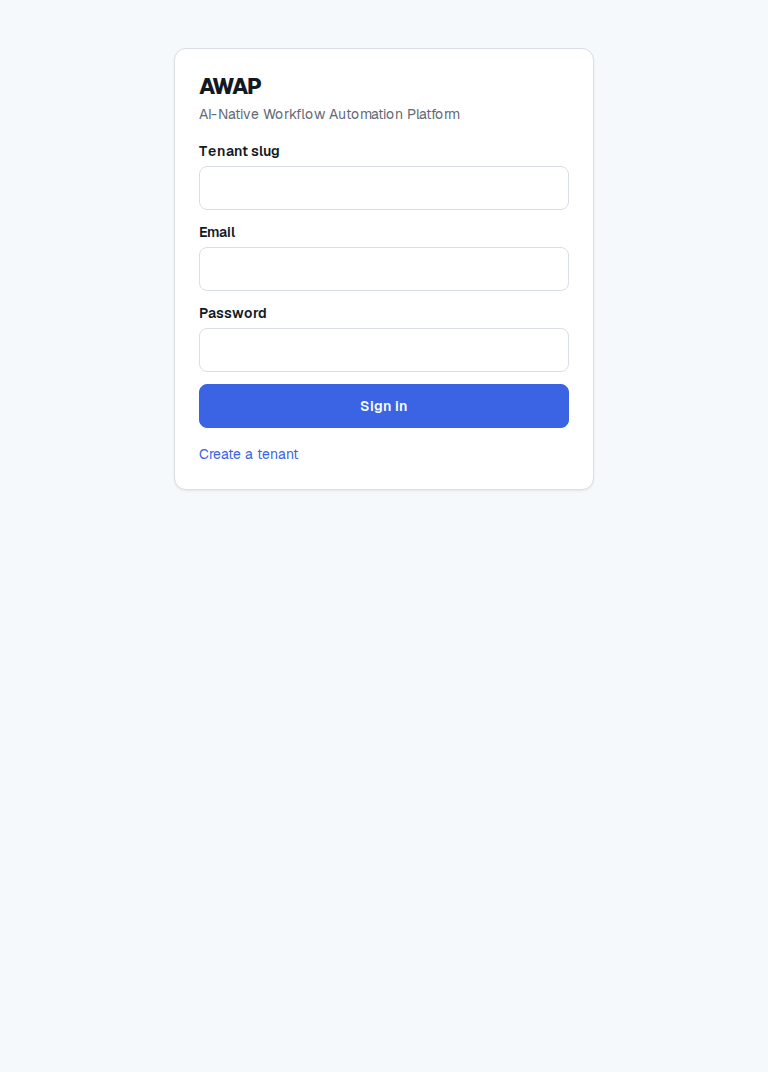 AWAP
AI-Native Workflow Automation Platform
Tenant slug
Email
Password
Sign in
Create a tenant